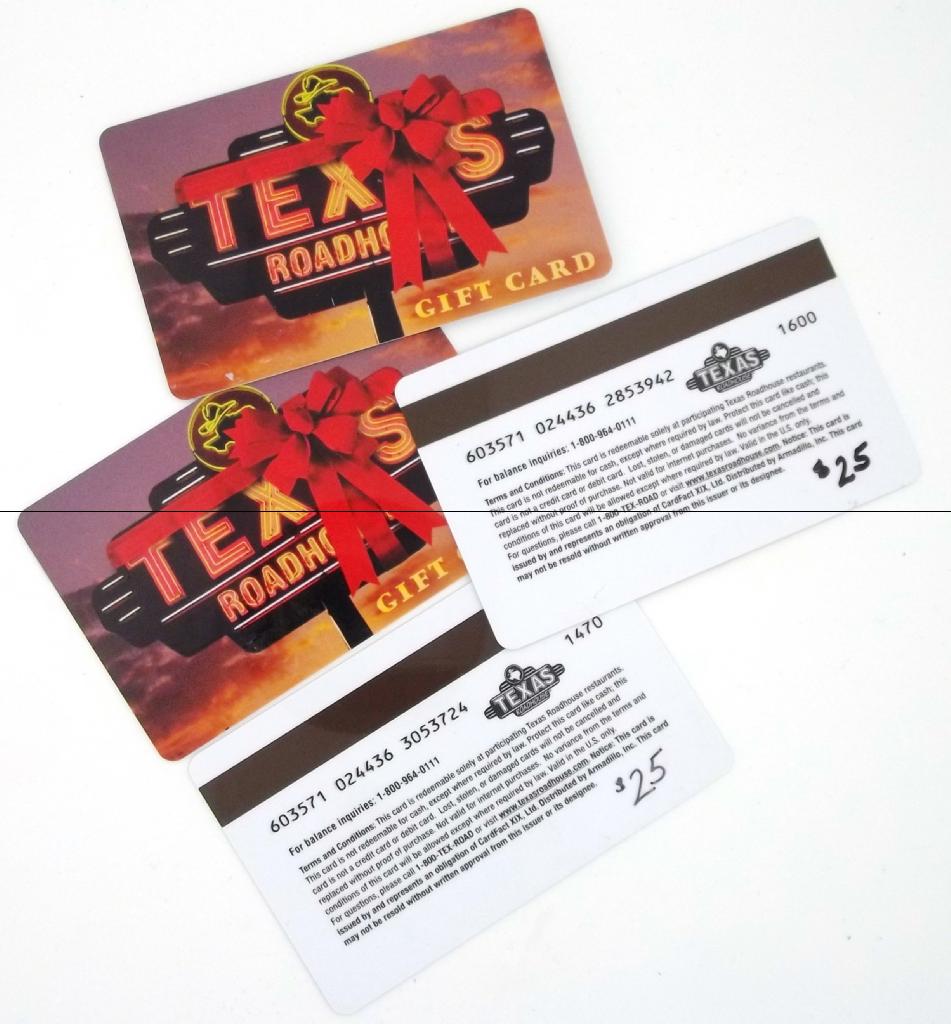 TEXAS
ROADHO
GIFT CARD
603571 024436 2853942
1600
TEXAS
ROADHOUSE
For balance inquiries: 1-800-964-0111
Terms and Conditions: This card is redeemable solely at participating Texas Roadhouse restaurants.
This card is not redeemable for cash, except where required by law. Protect this card like cash; this
card is not a credit card or debit card. Lost, stolen, or damaged cards will not be cancelled and
replaced without proof of purchase. Not valid for internet purchases. No variance from the terms and
conditions of this card will be allowed except where required by law. Valid in the U.S. only.
For questions, please call 1-800-TEX-ROAD or visit www.texasroadhouse.com. Notice: This card is
issued by and represents an obligation of CardFact XIX, Ltd. Distributed by Armadillo, Inc. This card
may not be resold without written approval from this issuer or its designee.
$25
TEX S
ROADHO
GIFT
603571 024436 3053724
1470
TEXAS
ROADHOUSE
For balance inquiries: 1-800-964-0111
Terms and Conditions: This card is redeemable solely at participating Texas Roadhouse restaurants.
This card is not redeemable for cash, except where required by law. Protect this card like cash; this
card is not a credit card or debit card. Lost, stolen, or damaged cards will not be cancelled and
replaced without proof of purchase. Not valid for internet purchases. No variance from the terms and
conditions of this card will be allowed except where required by law. Valid in the U.S. only.
For questions, please call 1-800-TEX-ROAD or visit www.texasroadhouse.com. Notice: This card is
issued by and represents an obligation of CardFact XIX, Ltd. Distributed by Armadillo, Inc. This card
may not be resold without written approval from this issuer or its designee.
$25